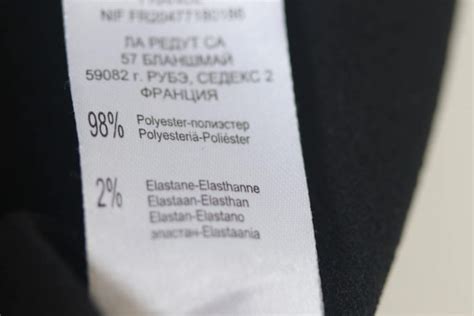 ЛА РЕДУТ СА
57 БЛАНШМАЙ
59082 г. РУБЭ, СЕДЕКС 2
ФРАНЦИЯ
98% Polyester-полиэстер
Polyesteriä-Poliéster
2% Elastane-Elasthanne
Elastaan-Elasthan
Elastan-Elastano
эластан-Elastaania